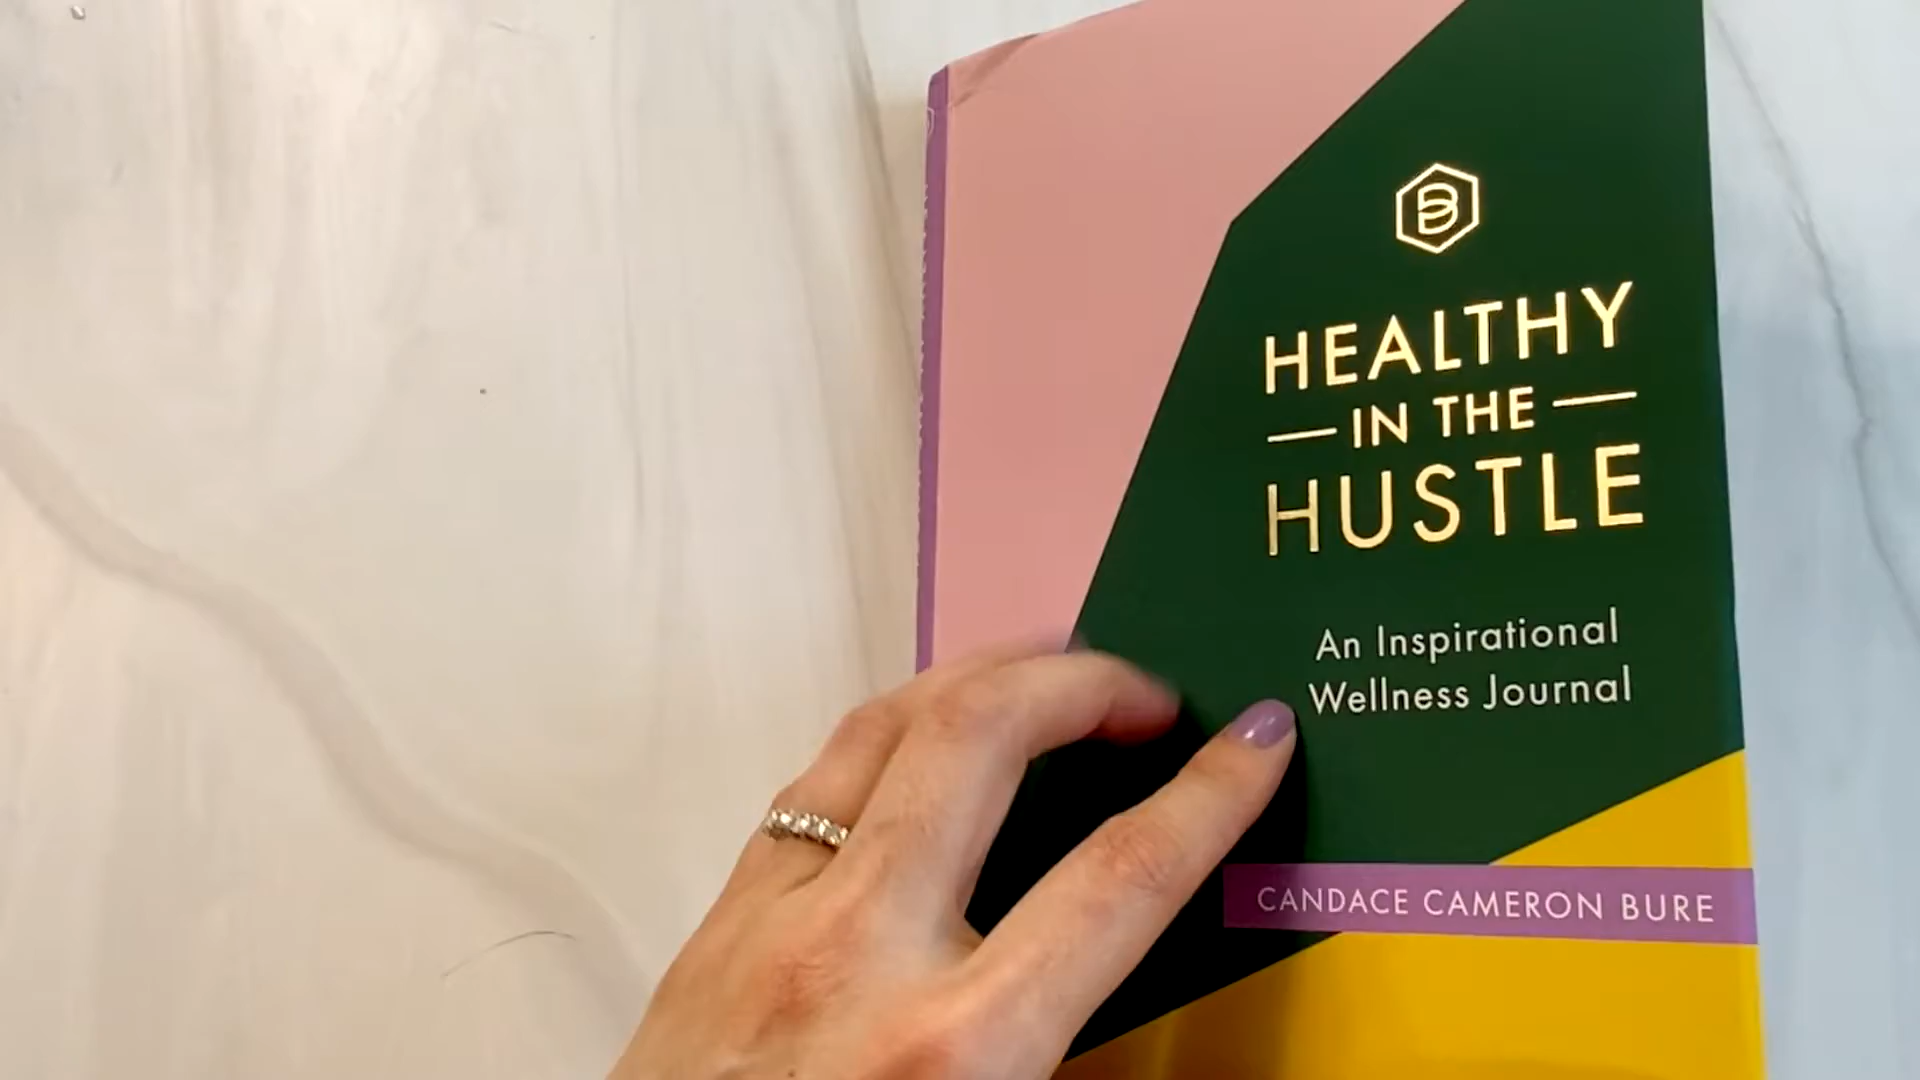 HEALTHY
IN THE
HUSTLE
An Inspirational
Wellness Journal
CANDACE CAMERON BURE